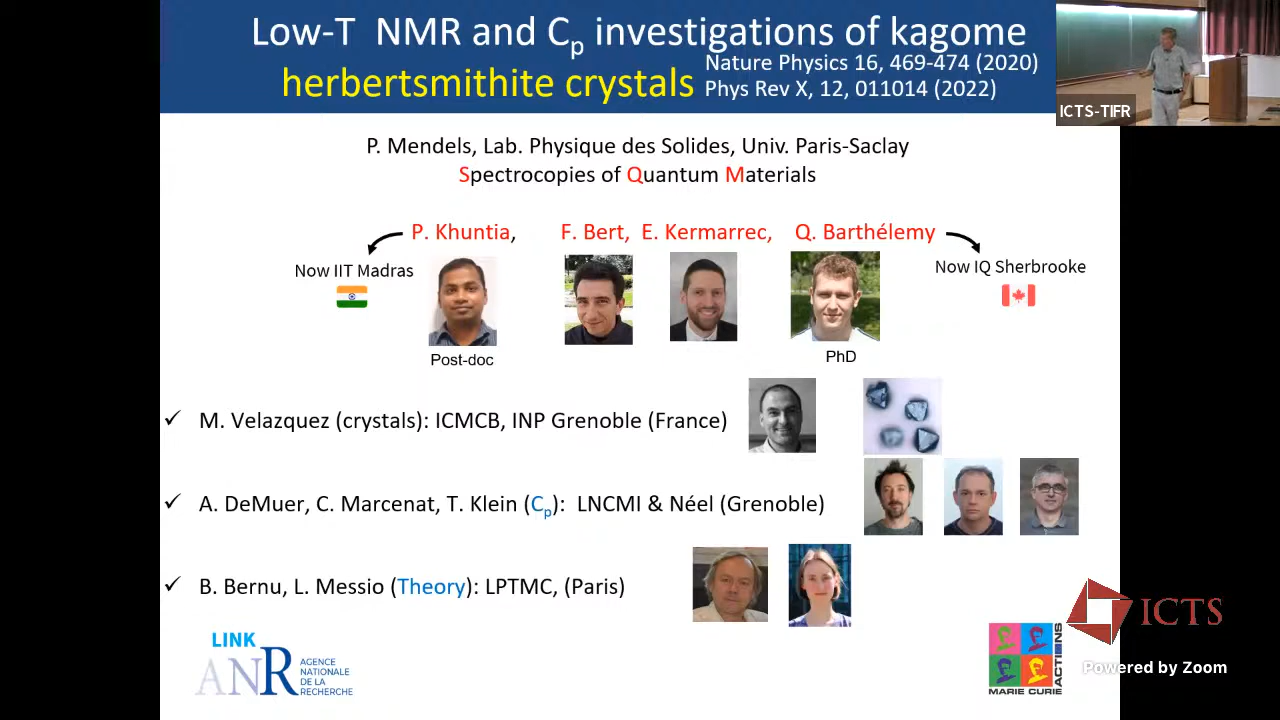 Low-T NMR and Cp investigations of kagome
herbertsmithite crystals
Nature Physics 16, 469-474 (2020)
Phys Rev X, 12, 011014 (2022)
ICTS-TIFR
P. Mendels, Lab. Physique des Solides, Univ. Paris-Saclay
Spectrocopies of Quantum Materials
P. Khuntia, F. Bert, E. Kermarrec, Q. Barthélemy
Now IIT Madras
Now IQ Sherbrooke
Post-doc
PhD
✓ M. Velazquez (crystals): ICMCB, INP Grenoble (France)
✓ A. DeMuer, C. Marcenat, T. Klein (Cp): LNCMI & Néel (Grenoble)
✓ B. Bernu, L. Messio (Theory): LPTMC, (Paris)
LINK
ANR AGENCE
NATIONALE
DE LA
RECHERCHE
MARIE CURIE
ACTIONS
ICTS
Powered by Zoom